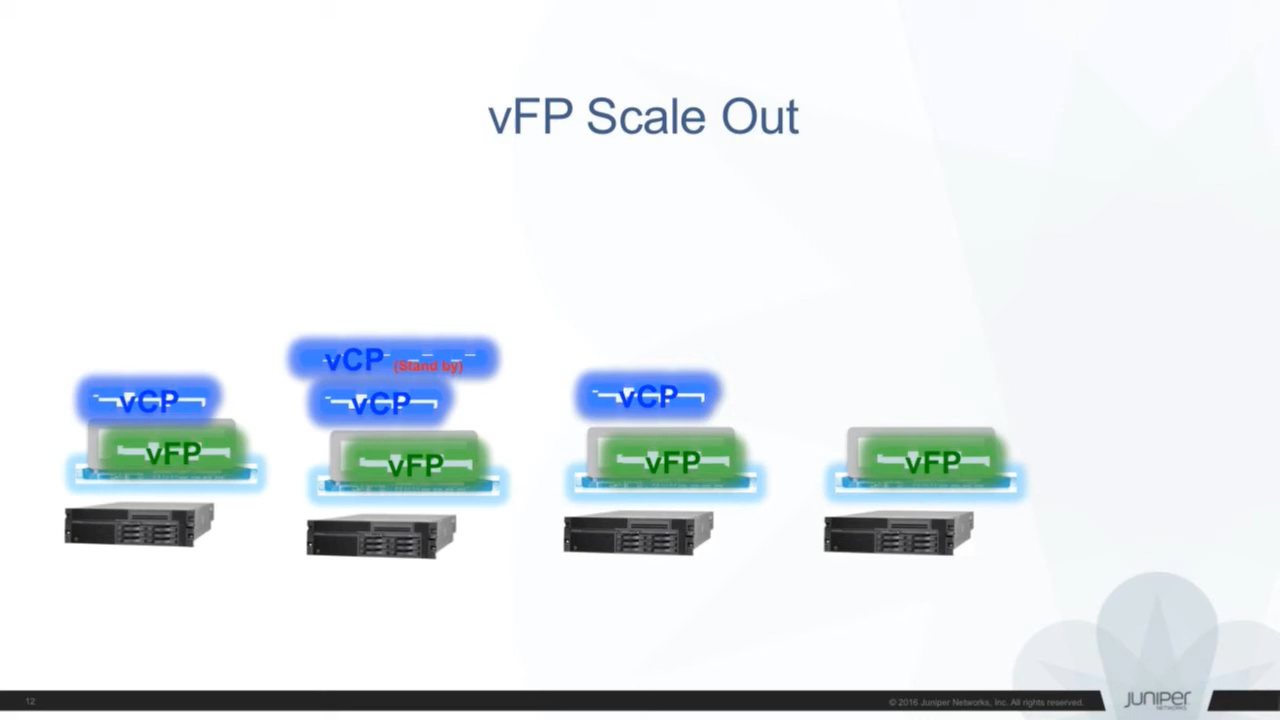 vFP Scale Out
vCP (Stand by)
vCP
vCP
vCP
vFP
vFP
vFP
vFP
12
© 2016 Juniper Networks, Inc. All rights reserved.
JUNIPER
NETWORKS